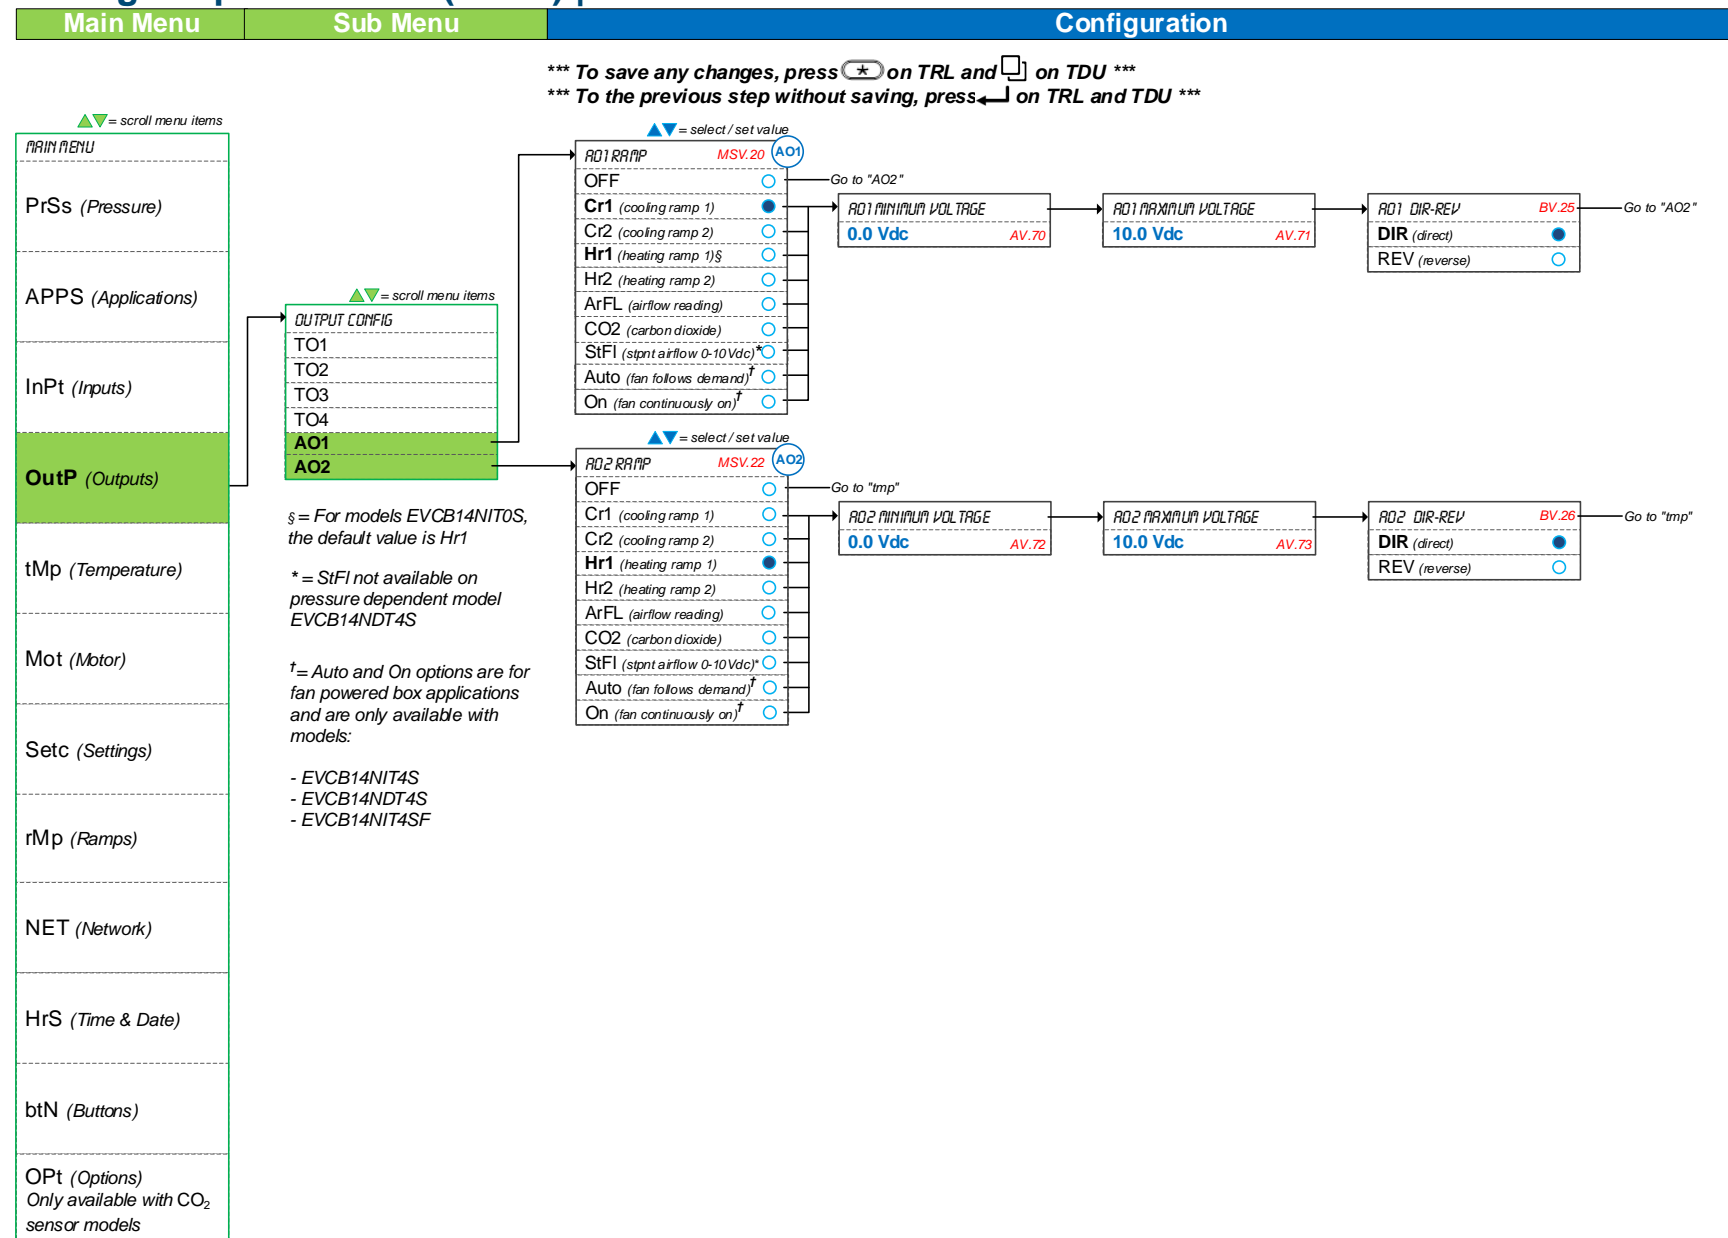 Main Menu
Sub Menu
Configuration
*** To save any changes, press on TRL and on TDU ***
*** To the previous step without saving, press on TRL and TDU ***
= scroll menu items
MAIN MENU
PrSs (Pressure)
APPS (Applications)
InPt (Inputs)
OutP (Outputs)
tMp (Temperature)
Mot (Motor)
Setc (Settings)
rMp (Ramps)
NET (Network)
HrS (Time & Date)
btN (Buttons)
OPt (Options)
Only available with CO₂
sensor models
= scroll menu items
OUTPUT CONFIG
TO1
TO2
TO3
TO4
AO1
AO2
§ = For models EVCB14NIT0S,
the default value is Hr1
* = StFl not available on
pressure dependent model
EVCB14NDT4S
† = Auto and On options are for
fan powered box applications
and are only available with
models:
- EVCB14NIT4S
- EVCB14NDT4S
- EVCB14NIT4SF
= select / set value
AO1 RAMP MSV.20 AO1
OFF
Go to "AO2"
Cr1 (cooling ramp 1)
Cr2 (cooling ramp 2)
Hr1 (heating ramp 1)§
Hr2 (heating ramp 2)
ArFL (airflow reading)
CO2 (carbon dioxide)
StFl (stpnt airflow 0-10 Vdc)*
Auto (fan follows demand)†
On (fan continuously on)†
AO1 MINIMUM VOLTAGE
0.0 Vdc AV.70
AO1 MAXIMUM VOLTAGE
10.0 Vdc AV.71
AO1 DIR-REV BV.25
DIR (direct)
REV (reverse)
Go to "AO2"
= select / set value
AO2 RAMP MSV.22 AO2
OFF
Go to "tmp"
Cr1 (cooling ramp 1)
Cr2 (cooling ramp 2)
Hr1 (heating ramp 1)
Hr2 (heating ramp 2)
ArFL (airflow reading)
CO2 (carbon dioxide)
StFl (stpnt airflow 0-10 Vdc)*
Auto (fan follows demand)†
On (fan continuously on)†
AO2 MINIMUM VOLTAGE
0.0 Vdc AV.72
AO2 MAXIMUM VOLTAGE
10.0 Vdc AV.73
AO2 DIR-REV BV.26
DIR (direct)
REV (reverse)
Go to "tmp"